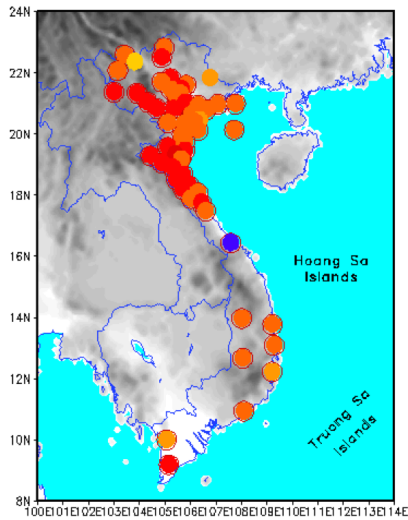 24N
22N
20N
18N
16N
Hoang Sa
Islands
14N
12N
Truong Sa
Islands
10N
8N
100E101E102E103E104E105E106E107E108E109E110E111E112E113E114E